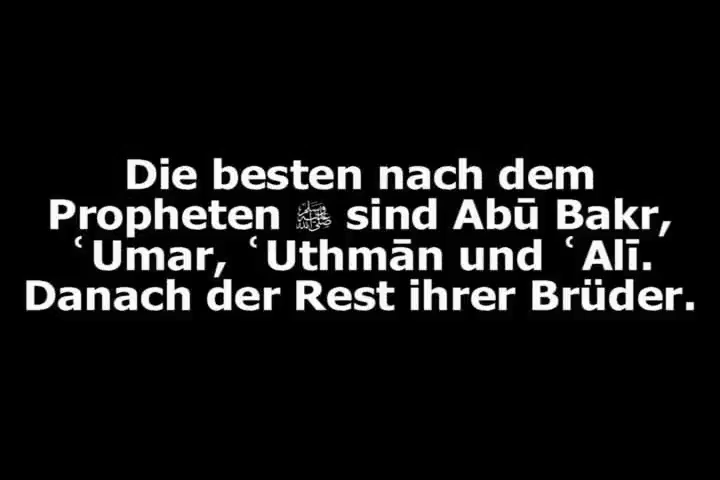 Die besten nach dem
Propheten ﷺ sind Abū Bakr,
ʿUmar, ʿUthmān und ʿAlī.
Danach der Rest ihrer Brüder.